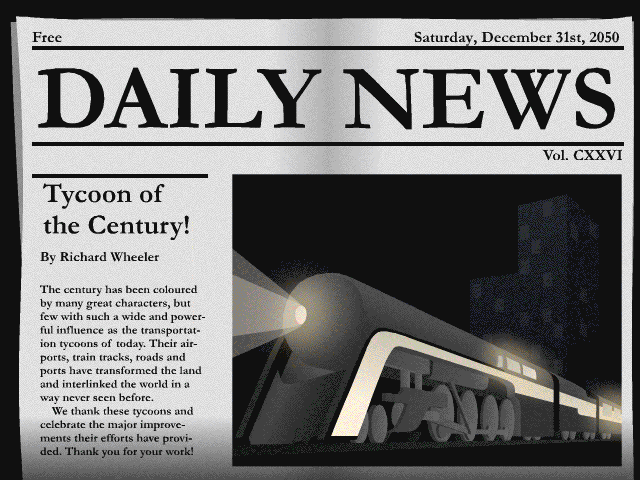 Free
Saturday, December 31st, 2050
DAILY NEWS
Vol. CXXVI
Tycoon of
the Century!
By Richard Wheeler
The century has been coloured
by many great characters, but
few with such a wide and power-
ful influence as the transportat-
ion tycoons of today. Their air-
ports, train tracks, roads and
ports have transformed the land
and interlinked the world in a
way never seen before.
We thank these tycoons and
celebrate the major improve-
ments their efforts have provi-
ded. Thank you for your work!